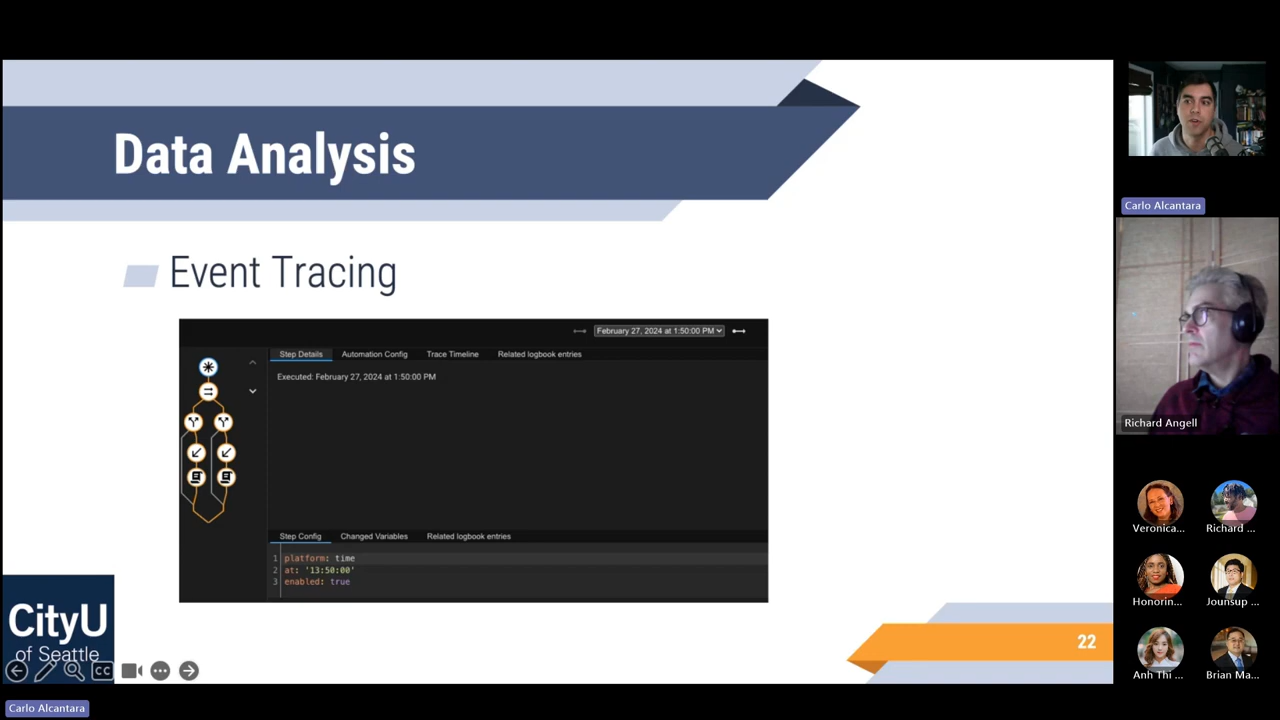 Data Analysis
Event Tracing
February 27, 2024 at 1:50:00 PM
Step Details Automation Config Trace Timeline Related logbook entries
Executed: February 27, 2024 at 1:50:00 PM
Step Config Changed Variables Related logbook entries
1 platform: time
2 at: '13:50:00'
3 enabled: true
CityU
of Seattle
CC
22
Carlo Alcantara
Carlo Alcantara
Richard Angell
Veronica... Richard ...
Honorin... Jounsup ...
Anh Thi ... Brian Ma...